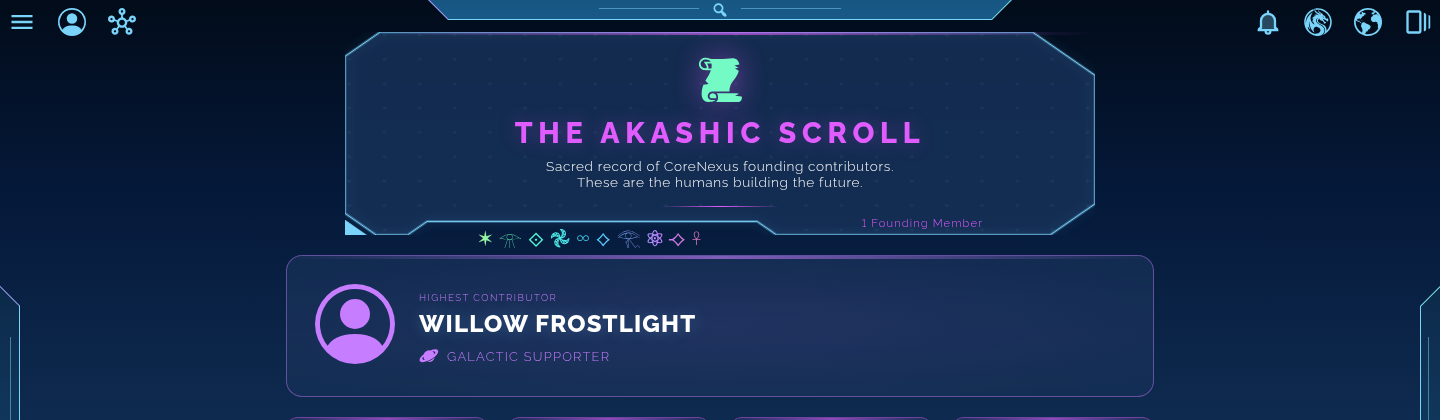 THE AKASHIC SCROLL
Sacred record of CoreNexus founding contributors.
These are the humans building the future.
1 Founding Member
HIGHEST CONTRIBUTOR
WILLOW FROSTLIGHT
GALACTIC SUPPORTER